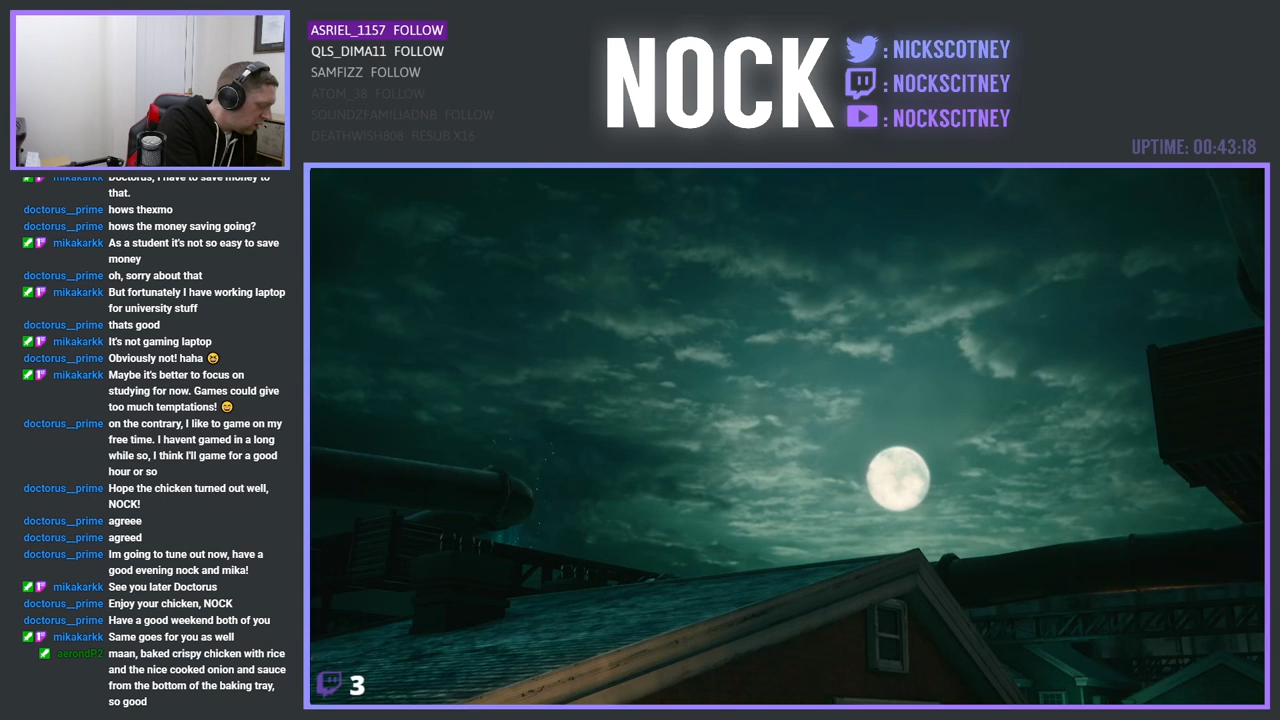 ASRIEL_1157 FOLLOW
QLS_DIMA11 FOLLOW
SAMFIZZ FOLLOW
ATOM_38 FOLLOW
SOUNDZFAMILIADNB FOLLOW
DEATHWISH808 RESUB X16
NOCK
: NICKSCOTNEY
: NOCKSCITNEY
: NOCKSCITNEY
UPTIME: 00:43:18
mikakarkk Doctorus, I have to save money to
that.
doctorus__prime hows thexmo
doctorus__prime hows the money saving going?
mikakarkk As a student it's not so easy to save
money
doctorus__prime oh, sorry about that
mikakarkk But fortunately I have working laptop
for university stuff
doctorus__prime thats good
mikakarkk It's not gaming laptop
doctorus__prime Obviously not! haha 😆
mikakarkk Maybe it's better to focus on
studying for now. Games could give
too much temptations! 😄
doctorus__prime on the contrary, I like to game on my
free time. I havent gamed in a long
while so, I think I'll game for a good
hour or so
doctorus__prime Hope the chicken turned out well,
NOCK!
doctorus__prime agreee
doctorus__prime agreed
doctorus__prime Im going to tune out now, have a
good evening nock and mika!
mikakarkk See you later Doctorus
doctorus__prime Enjoy your chicken, NOCK
doctorus__prime Have a good weekend both of you
mikakarkk Same goes for you as well
aerondP2 maan, baked crispy chicken with rice
and the nice cooked onion and sauce
from the bottom of the baking tray,
so good
3